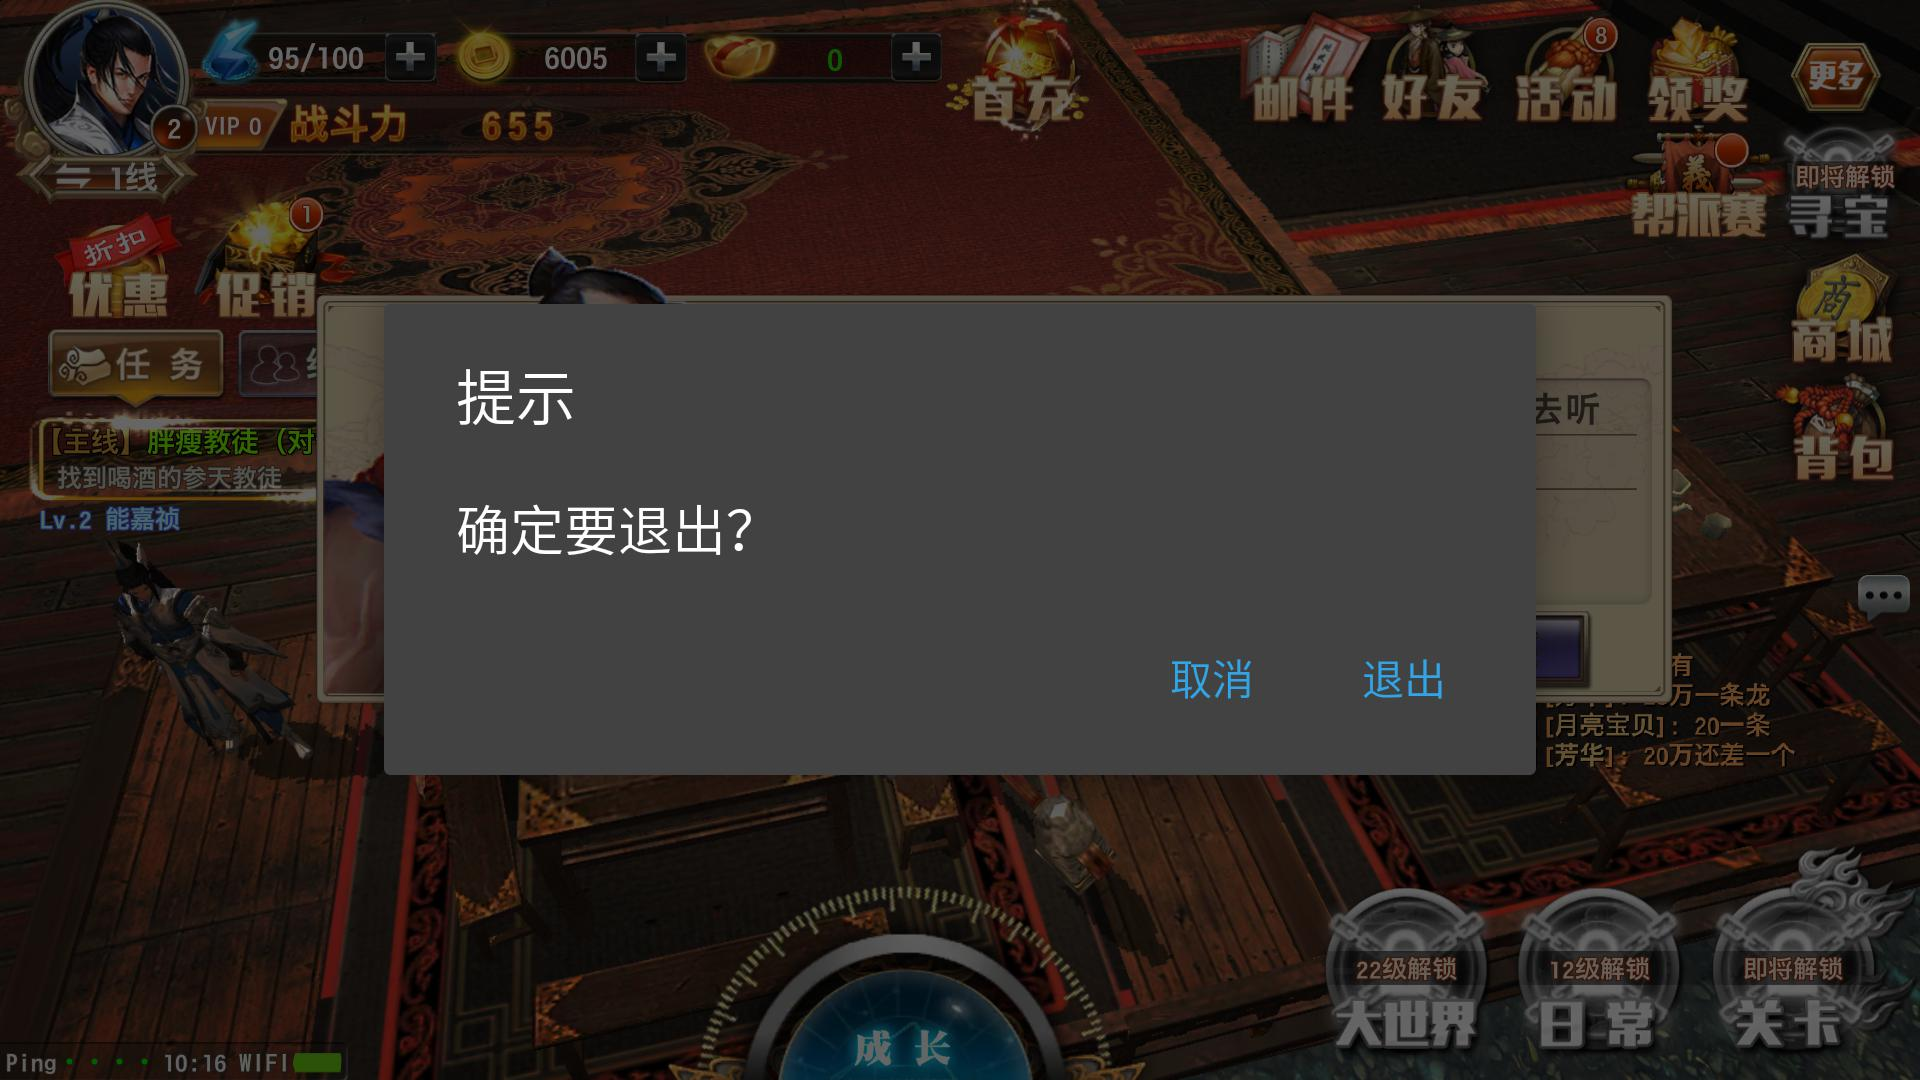 95/100
6005
0
2
VIP 0
战斗力 655
1线
首充
邮件
好友
活动
8
领奖
更多
義
帮派赛
即将解锁
寻宝
折扣
优惠
1
促销
商
商城
任务
背包
提示
去听
【主线】胖瘦教徒（对
找到喝酒的参天教徒
Lv.2 能嘉祯
确定要退出?
取消
退出
有
万一条龙
[月亮宝贝]: 20一条
[芳华]: 20万还差一个
22级解锁
大世界
12级解锁
日常
即将解锁
关卡
成长
Ping
10:16 WIFI